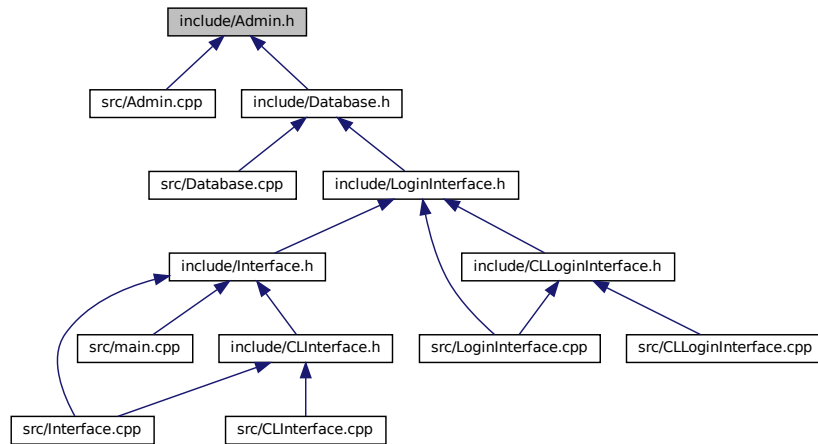 include/Admin.h
src/Admin.cpp
include/Database.h
src/Database.cpp
include/LoginInterface.h
include/Interface.h
include/CLLoginInterface.h
src/main.cpp
include/CLInterface.h
src/LoginInterface.cpp
src/CLLoginInterface.cpp
src/Interface.cpp
src/CLInterface.cpp